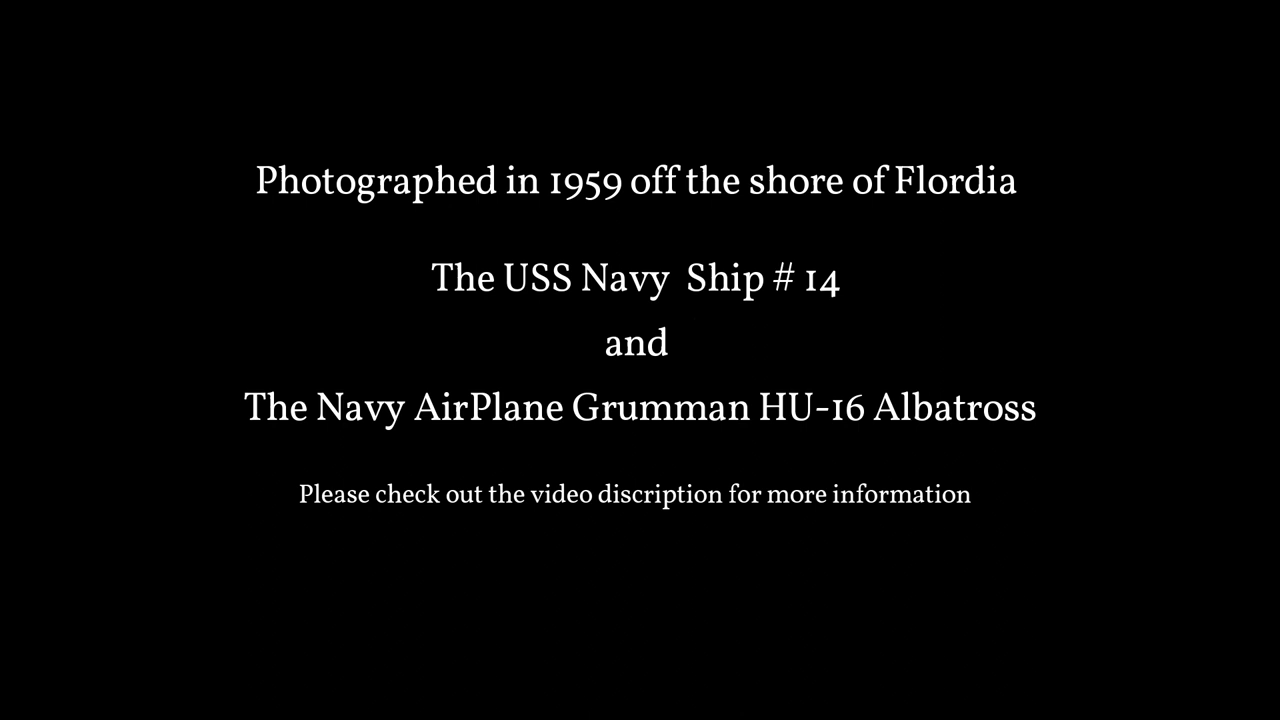 Photographed in 1959 off the shore of Flordia
The USS Navy  Ship # 14
and
The Navy AirPlane Grumman HU-16 Albatross
Please check out the video discription for more information